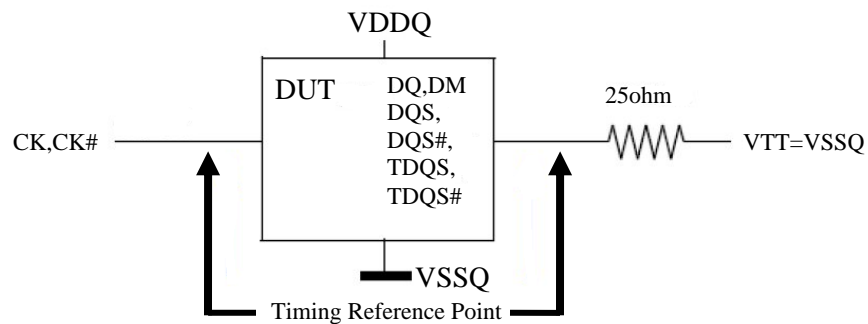 VDDQ
DUT
DQ,DM
DQS,
DQS#,
TDQS,
TDQS#
CK,CK#
25ohm
VTT=VSSQ
VSSQ
Timing Reference Point